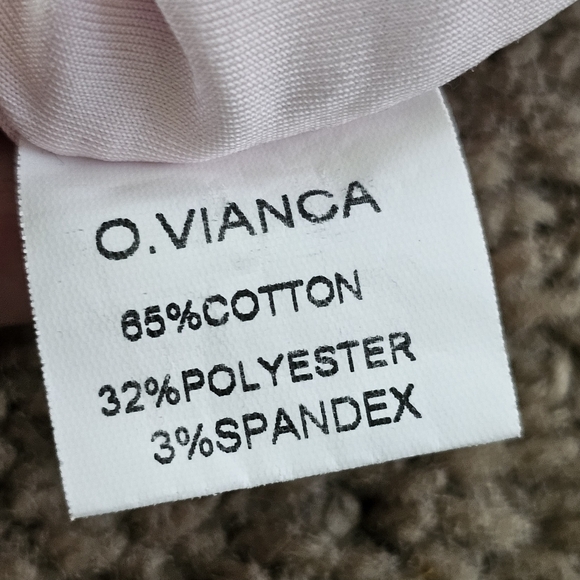 O.VIANCA
65%COTTON
32%POLYESTER
3%SPANDEX